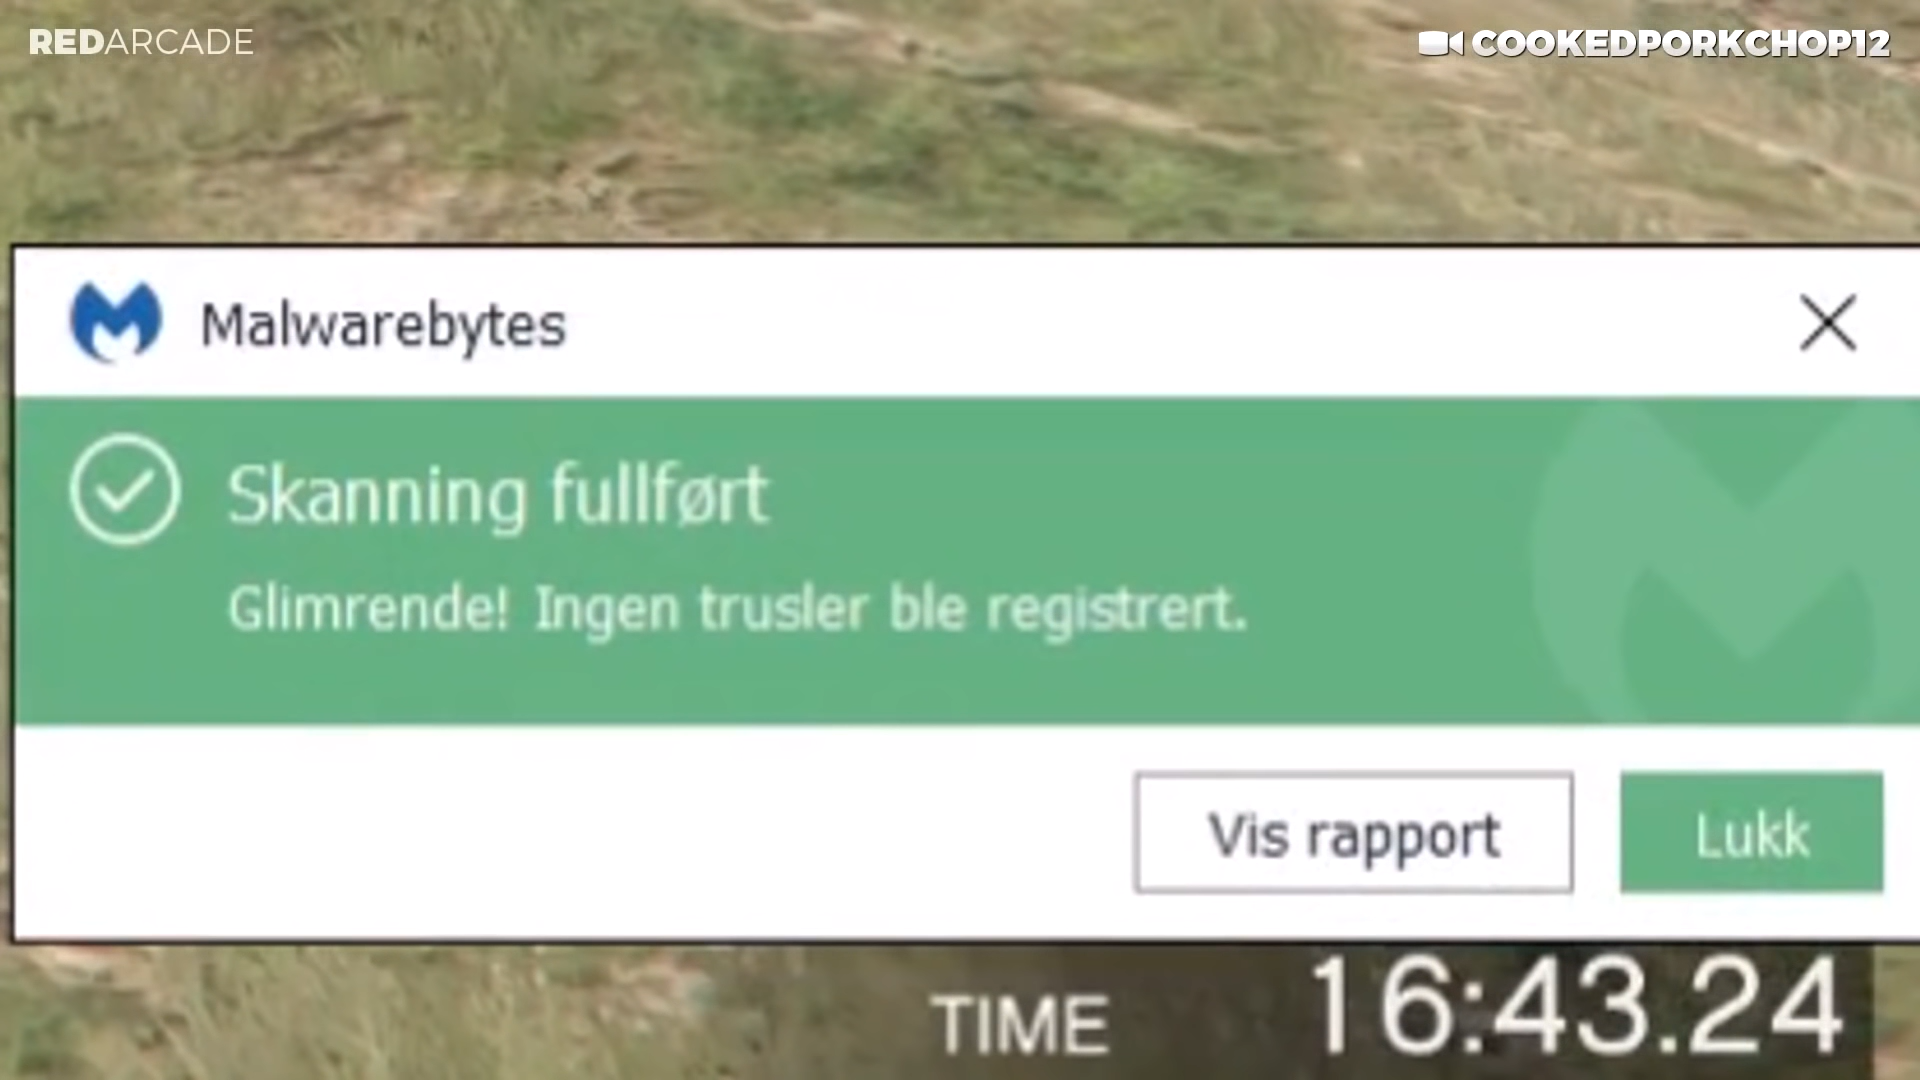 REDARCADE
COOKEDPORKCHOP12
Malwarebytes
Skanning fullført
Glimrende! Ingen trusler ble registrert.
Vis rapport
Lukk
TIME 16:43.24